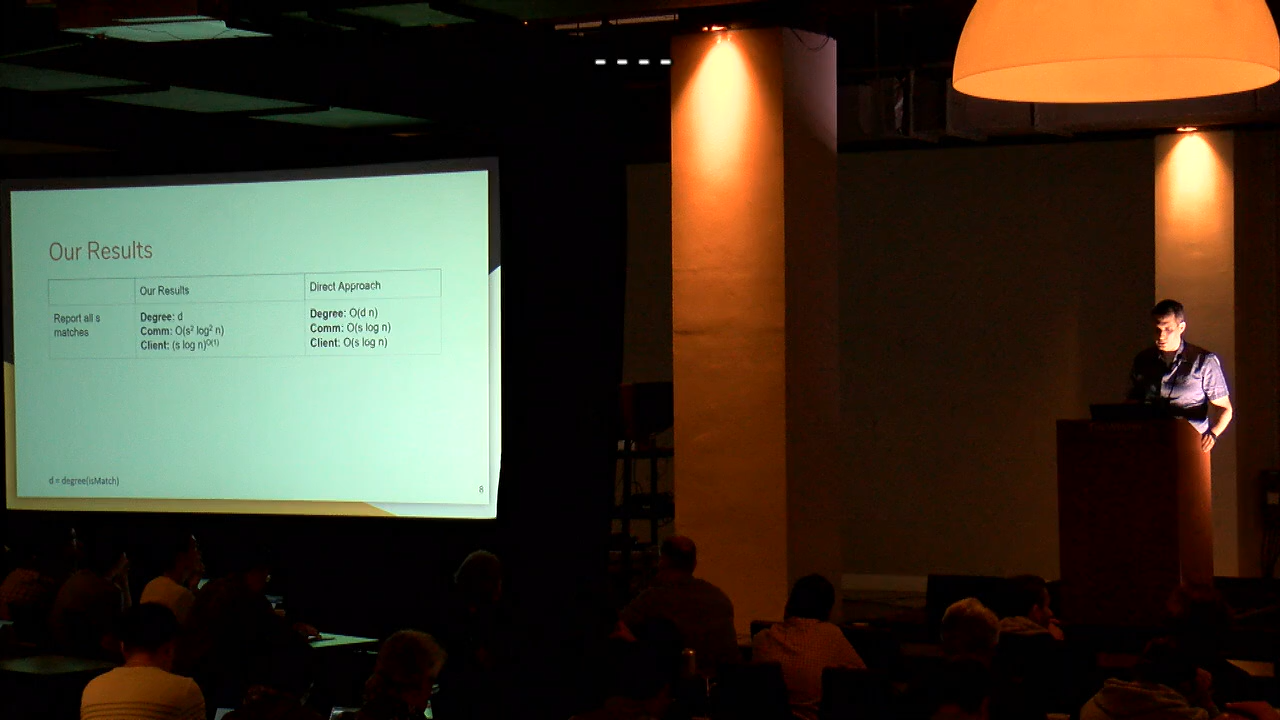 Our Results
Our Results
Direct Approach
Report all s
matches
Degree: d
Comm: O(s² log² n)
Client: (s log n)ᴼ⁽¹⁾
Degree: O(d n)
Comm: O(s log n)
Client: O(s log n)
d = degree(isMatch)
8